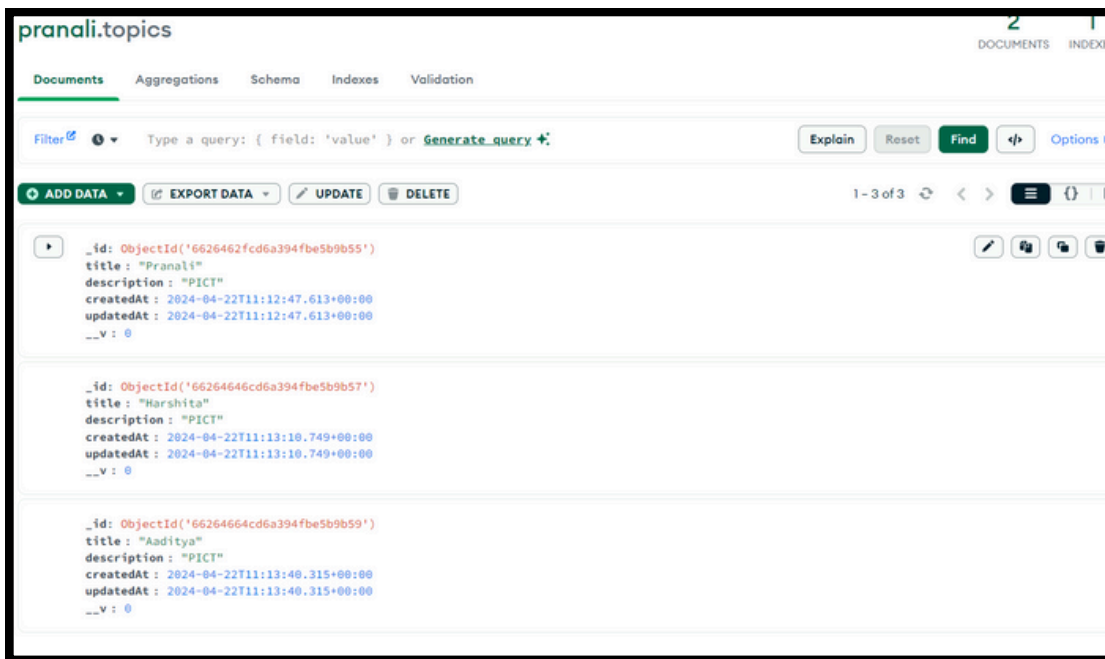 pranali.topics
2 1
DOCUMENTS INDEXE
Documents Aggregations Schema Indexes Validation
Filter Type a query: { field: 'value' } or Generate query Explain Reset Find </> Options
ADD DATA EXPORT DATA UPDATE DELETE 1 – 3 of 3 {}
_id: ObjectId('6626462fcd6a394fbe5b9b55')
title : "Pranali"
description : "PICT"
createdAt : 2024-04-22T11:12:47.613+00:00
updatedAt : 2024-04-22T11:12:47.613+00:00
__v : 0
_id: ObjectId('66264646cd6a394fbe5b9b57')
title : "Harshita"
description : "PICT"
createdAt : 2024-04-22T11:13:10.749+00:00
updatedAt : 2024-04-22T11:13:10.749+00:00
__v : 0
_id: ObjectId('66264664cd6a394fbe5b9b59')
title : "Aaditya"
description : "PICT"
createdAt : 2024-04-22T11:13:40.315+00:00
updatedAt : 2024-04-22T11:13:40.315+00:00
__v : 0